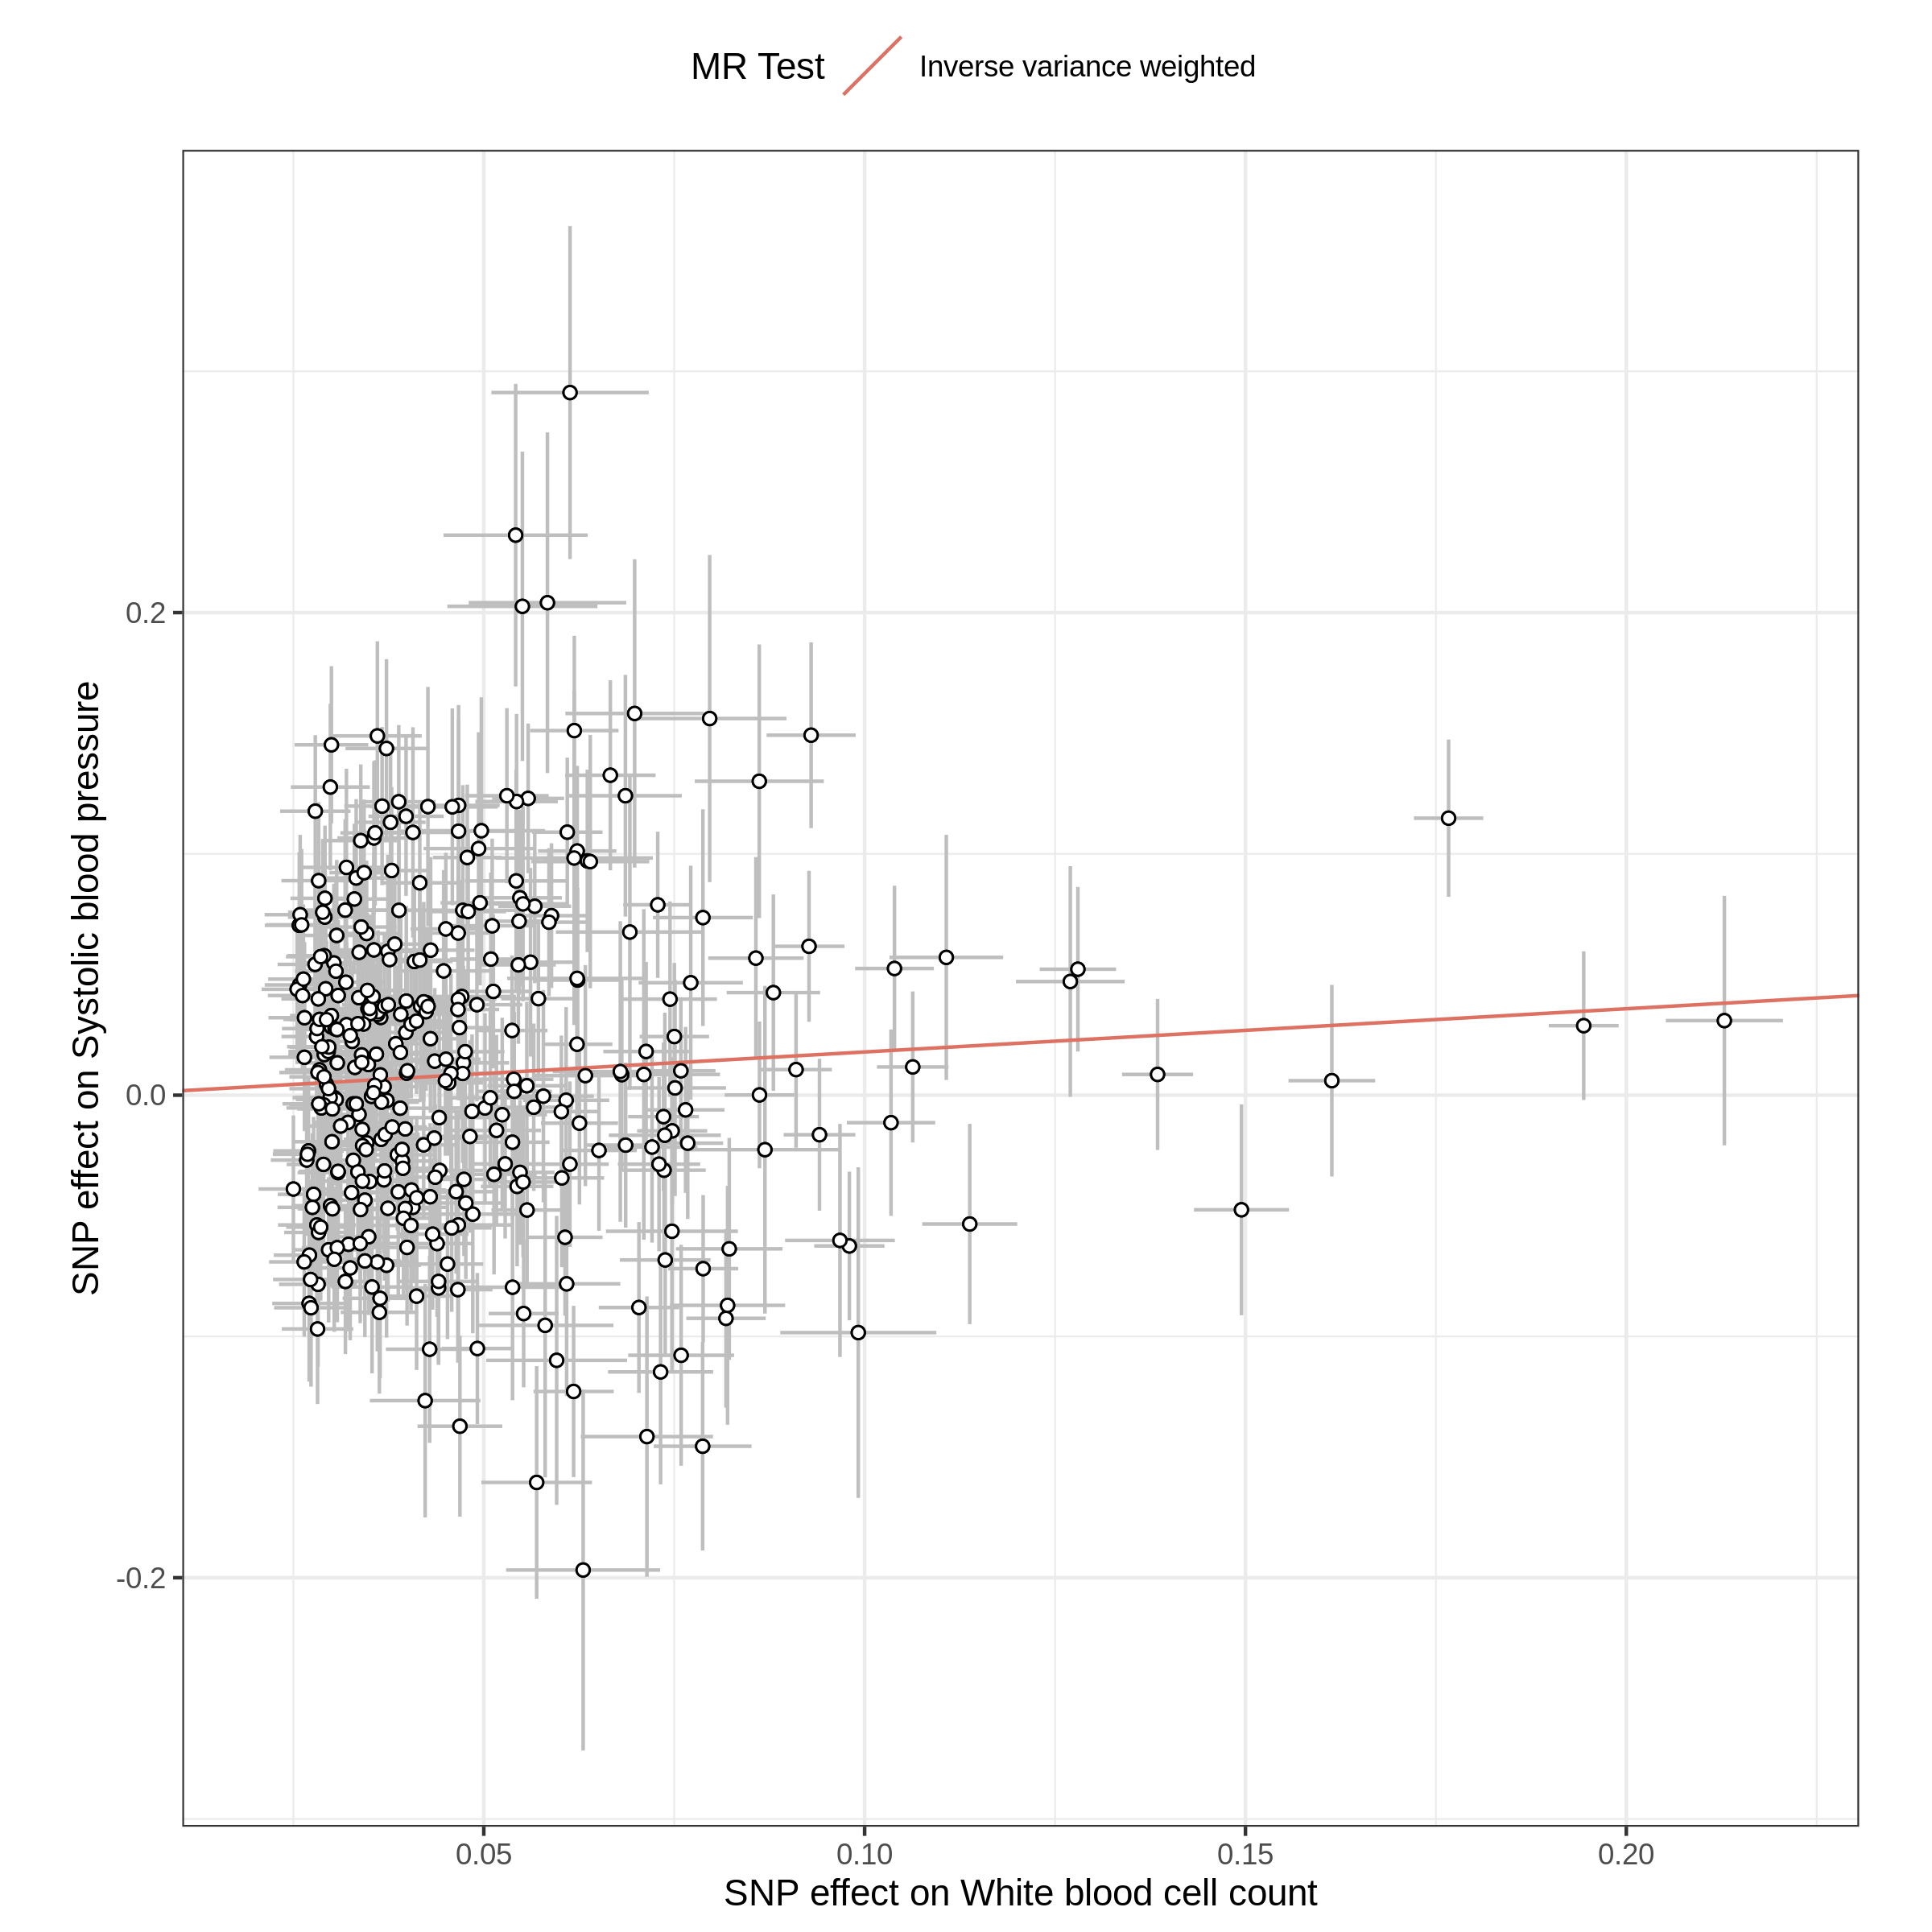 MR Test Inverse variance weighted
SNP effect on Systolic blood pressure
0.2
0.0
-0.2
0.05 0.10 0.15 0.20
SNP effect on White blood cell count